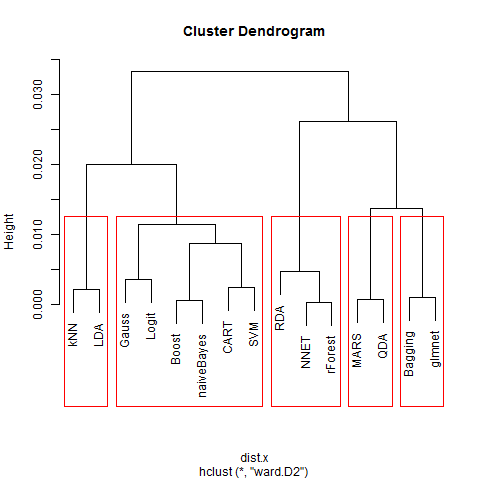 Cluster Dendrogram
Height
0.030
0.020
0.010
0.000
kNN
LDA
Gauss
Logit
Boost
naiveBayes
CART
SVM
RDA
NNET
rForest
MARS
QDA
Bagging
glmnet
dist.x
hclust (*, "ward.D2")